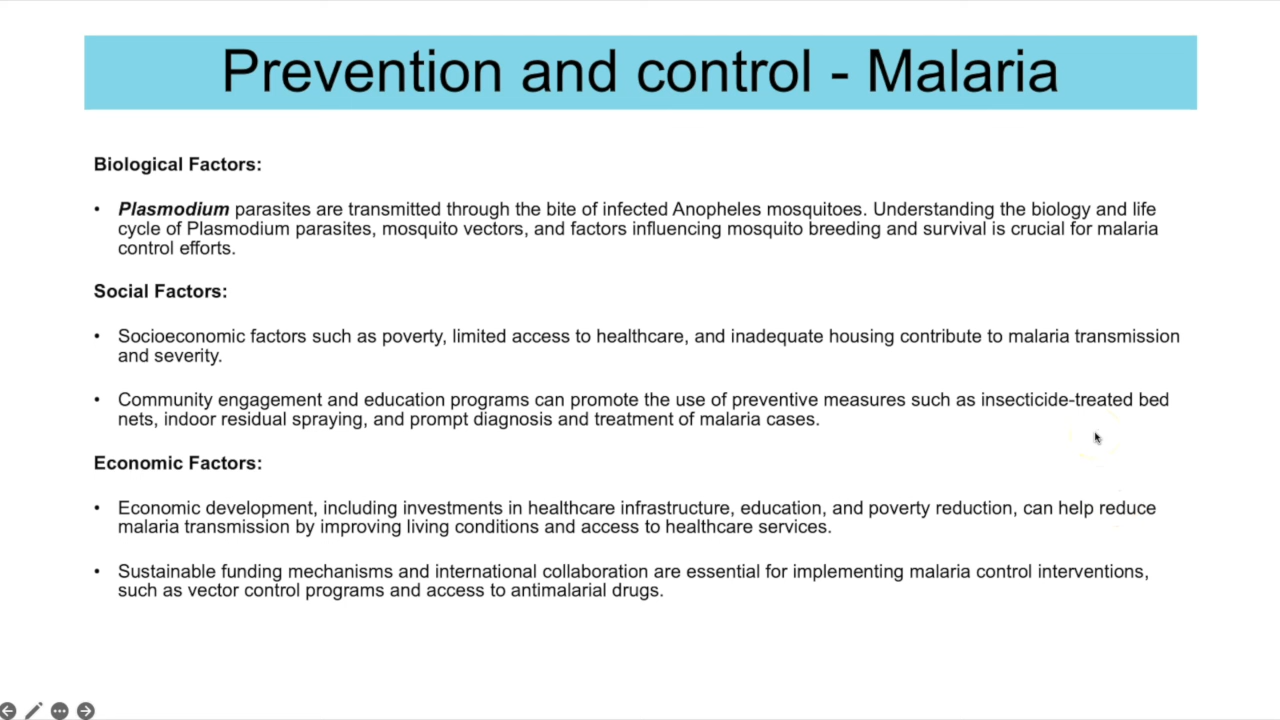 Prevention and control - Malaria
Biological Factors:
• Plasmodium parasites are transmitted through the bite of infected Anopheles mosquitoes. Understanding the biology and life
cycle of Plasmodium parasites, mosquito vectors, and factors influencing mosquito breeding and survival is crucial for malaria
control efforts.
Social Factors:
• Socioeconomic factors such as poverty, limited access to healthcare, and inadequate housing contribute to malaria transmission
and severity.
• Community engagement and education programs can promote the use of preventive measures such as insecticide-treated bed
nets, indoor residual spraying, and prompt diagnosis and treatment of malaria cases.
Economic Factors:
• Economic development, including investments in healthcare infrastructure, education, and poverty reduction, can help reduce
malaria transmission by improving living conditions and access to healthcare services.
• Sustainable funding mechanisms and international collaboration are essential for implementing malaria control interventions,
such as vector control programs and access to antimalarial drugs.